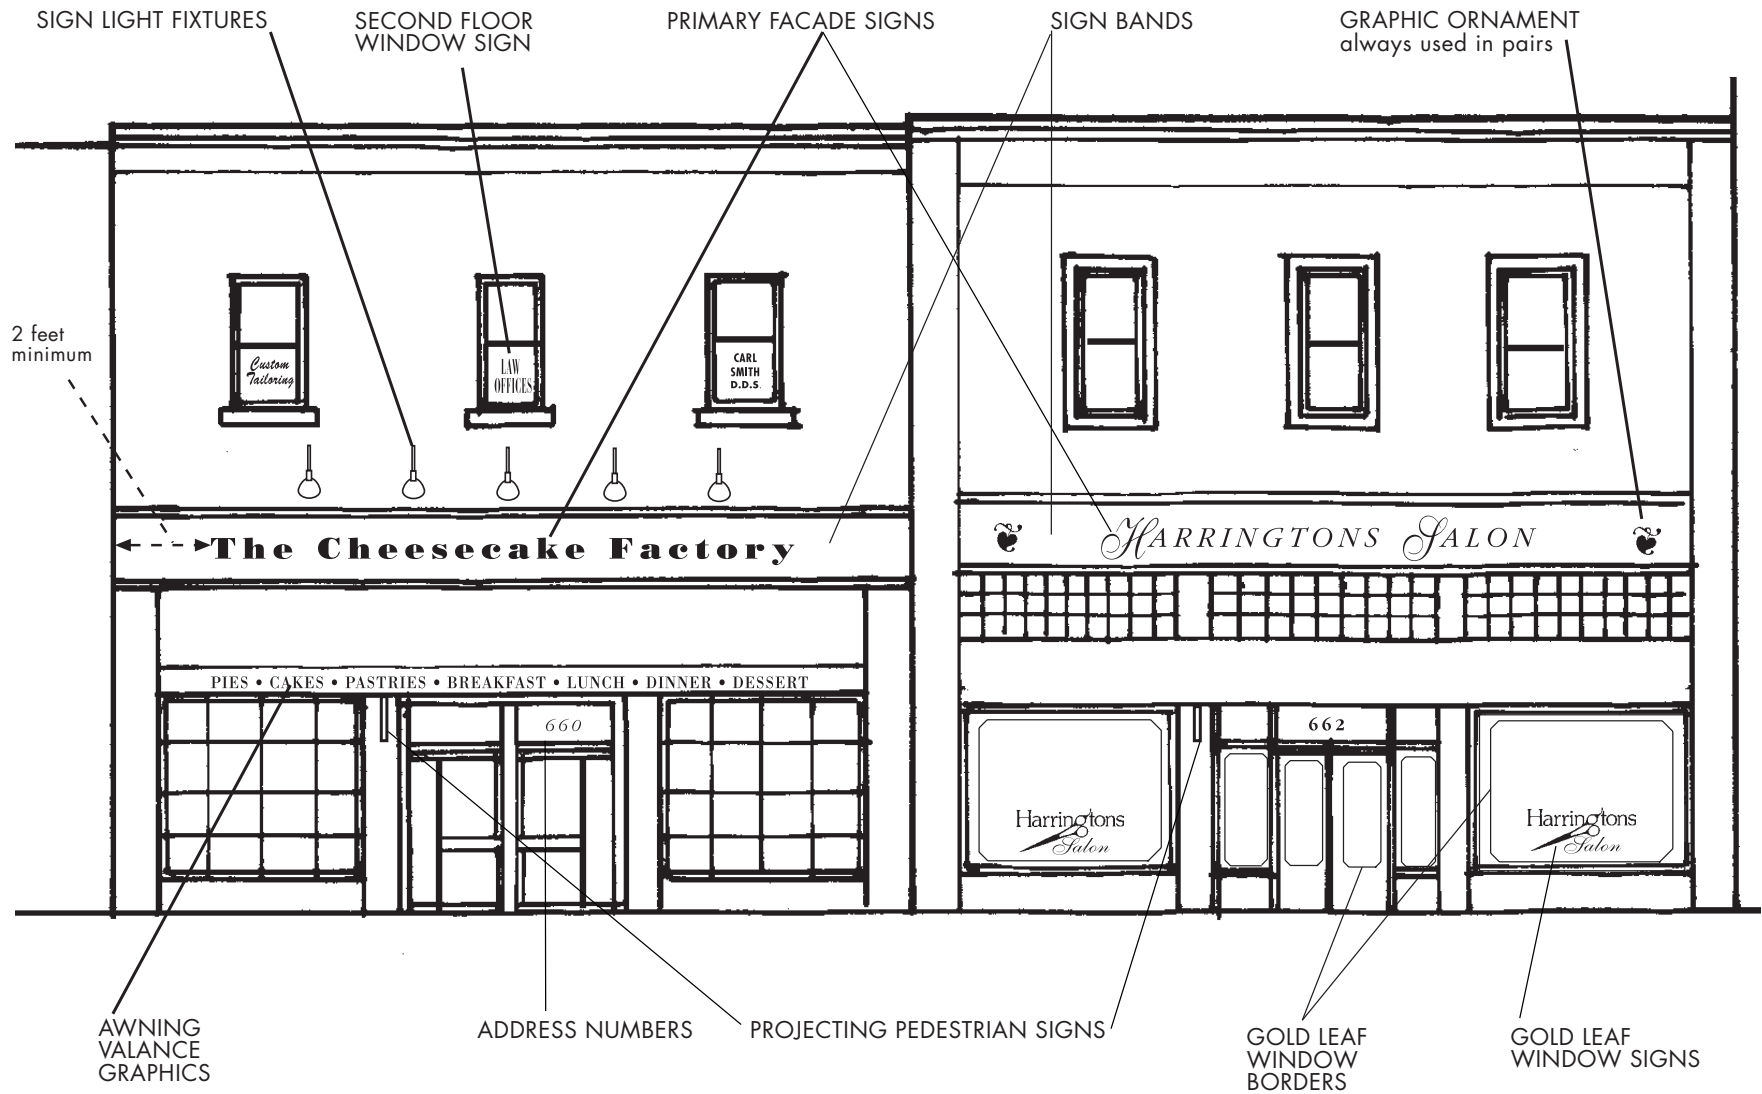 SIGN LIGHT FIXTURES
SECOND FLOOR
WINDOW SIGN
PRIMARY FACADE SIGNS
SIGN BANDS
GRAPHIC ORNAMENT
always used in pairs
2 feet
minimum
Custom
Tailoring
LAW
OFFICES
CARL
SMITH
D.D.S.
The Cheesecake Factory
HARRINGTONS SALON
PIES • CAKES • PASTRIES • BREAKFAST • LUNCH • DINNER • DESSERT
660
662
Harringtons
Salon
Harringtons
Salon
AWNING
VALANCE
GRAPHICS
ADDRESS NUMBERS
PROJECTING PEDESTRIAN SIGNS
GOLD LEAF
WINDOW
BORDERS
GOLD LEAF
WINDOW SIGNS